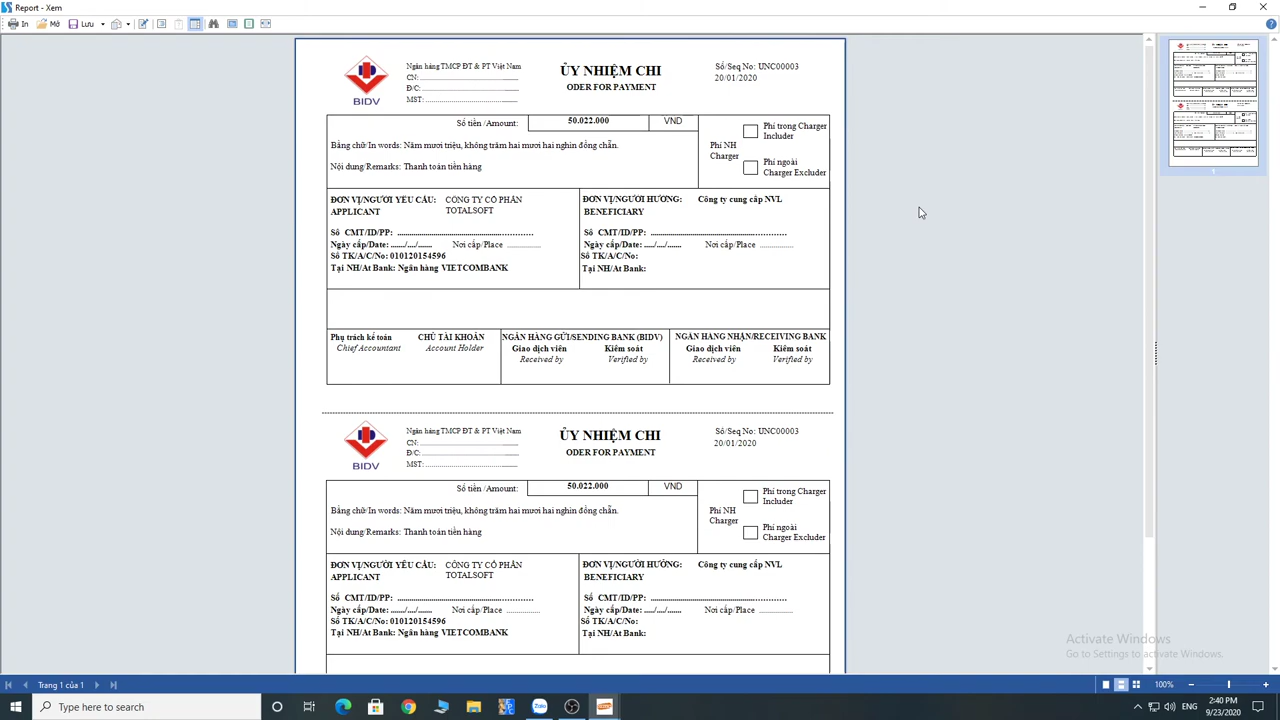 Report - Xem
In Mở Lưu
Ngân hàng TMCP ĐT & PT Việt Nam
CN:
Đ/C:
MST:
BIDV
ỦY NHIỆM CHI
ODER FOR PAYMENT
Số/Seq No: UNC00003
20/01/2020
Số tiền /Amount: 50.022.000 VND
Bằng chữ/In words: Năm mươi triệu, không trăm hai mươi hai nghìn đồng chẵn.
Nội dung/Remarks: Thanh toán tiền hàng
Phí NH
Charger
Phí trong Charger
Includer
Phí ngoài
Charger Excluder
ĐƠN VỊ/NGƯỜI YÊU CẦU: CÔNG TY CỔ PHẦN
APPLICANT TOTALSOFT
Số CMT/ID/PP: ................................................
Ngày cấp/Date: ....../..../...... Nơi cấp/Place ..............
Số TK/A/C/No: 010120154596
Tại NH/At Bank: Ngân hàng VIETCOMBANK
ĐƠN VỊ/NGƯỜI HƯỞNG: Công ty cung cấp NVL
BENEFICIARY
Số CMT/ID/PP: ................................................
Ngày cấp/Date: ...../..../...... Nơi cấp/Place ..............
Số TK/A/C/No:
Tại NH/At Bank:
Phụ trách kế toán CHỦ TÀI KHOẢN
Chief Accountant Account Holder
NGÂN HÀNG GỬI/SENDING BANK (BIDV)
Giao dịch viên Kiểm soát
Received by Verified by
NGÂN HÀNG NHẬN/RECEIVING BANK
Giao dịch viên Kiểm soát
Received by Verified by
Ngân hàng TMCP ĐT & PT Việt Nam
CN:
Đ/C:
MST:
BIDV
ỦY NHIỆM CHI
ODER FOR PAYMENT
Số/Seq No: UNC00003
20/01/2020
Số tiền /Amount: 50.022.000 VND
Bằng chữ/In words: Năm mươi triệu, không trăm hai mươi hai nghìn đồng chẵn.
Nội dung/Remarks: Thanh toán tiền hàng
Phí NH
Charger
Phí trong Charger
Includer
Phí ngoài
Charger Excluder
ĐƠN VỊ/NGƯỜI YÊU CẦU: CÔNG TY CỔ PHẦN
APPLICANT TOTALSOFT
Số CMT/ID/PP: ................................................
Ngày cấp/Date: ....../..../...... Nơi cấp/Place ..............
Số TK/A/C/No: 010120154596
Tại NH/At Bank: Ngân hàng VIETCOMBANK
ĐƠN VỊ/NGƯỜI HƯỞNG: Công ty cung cấp NVL
BENEFICIARY
Số CMT/ID/PP: ................................................
Ngày cấp/Date: ...../..../...... Nơi cấp/Place ..............
Số TK/A/C/No:
Tại NH/At Bank:
Activate Windows
Go to Settings to activate Windows.
Trang 1 của 1
100%
Type here to search
ENG
2:40 PM
9/23/2020